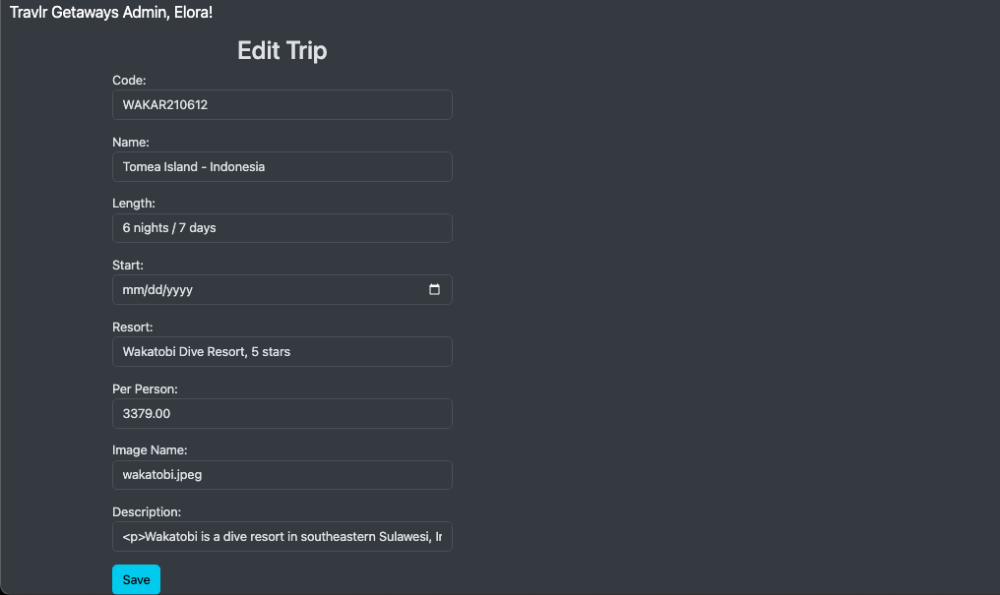 Travlr Getaways Admin, Elora!
Edit Trip
Code:
WAKAR210612
Name:
Tomea Island - Indonesia
Length:
6 nights / 7 days
Start:
mm/dd/yyyy
Resort:
Wakatobi Dive Resort, 5 stars
Per Person:
3379.00
Image Name:
wakatobi.jpeg
Description:
<p>Wakatobi is a dive resort in southeastern Sulawesi,
Save